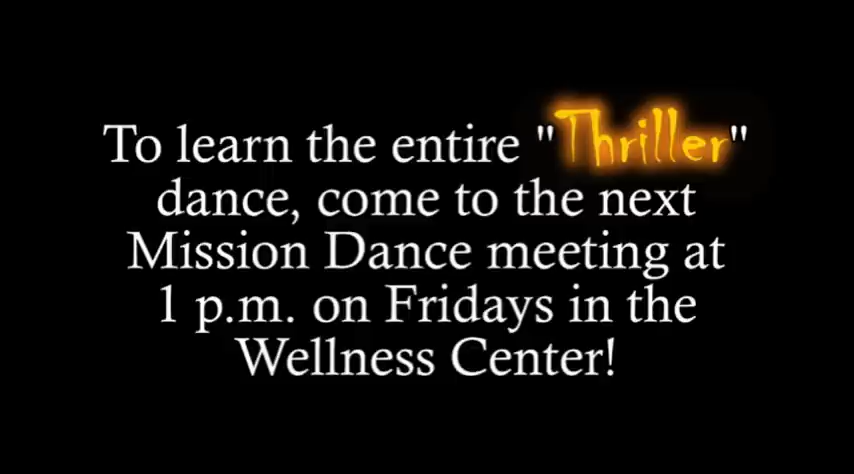 To learn the entire "Thriller"
dance, come to the next
Mission Dance meeting at
1 p.m. on Fridays in the
Wellness Center!